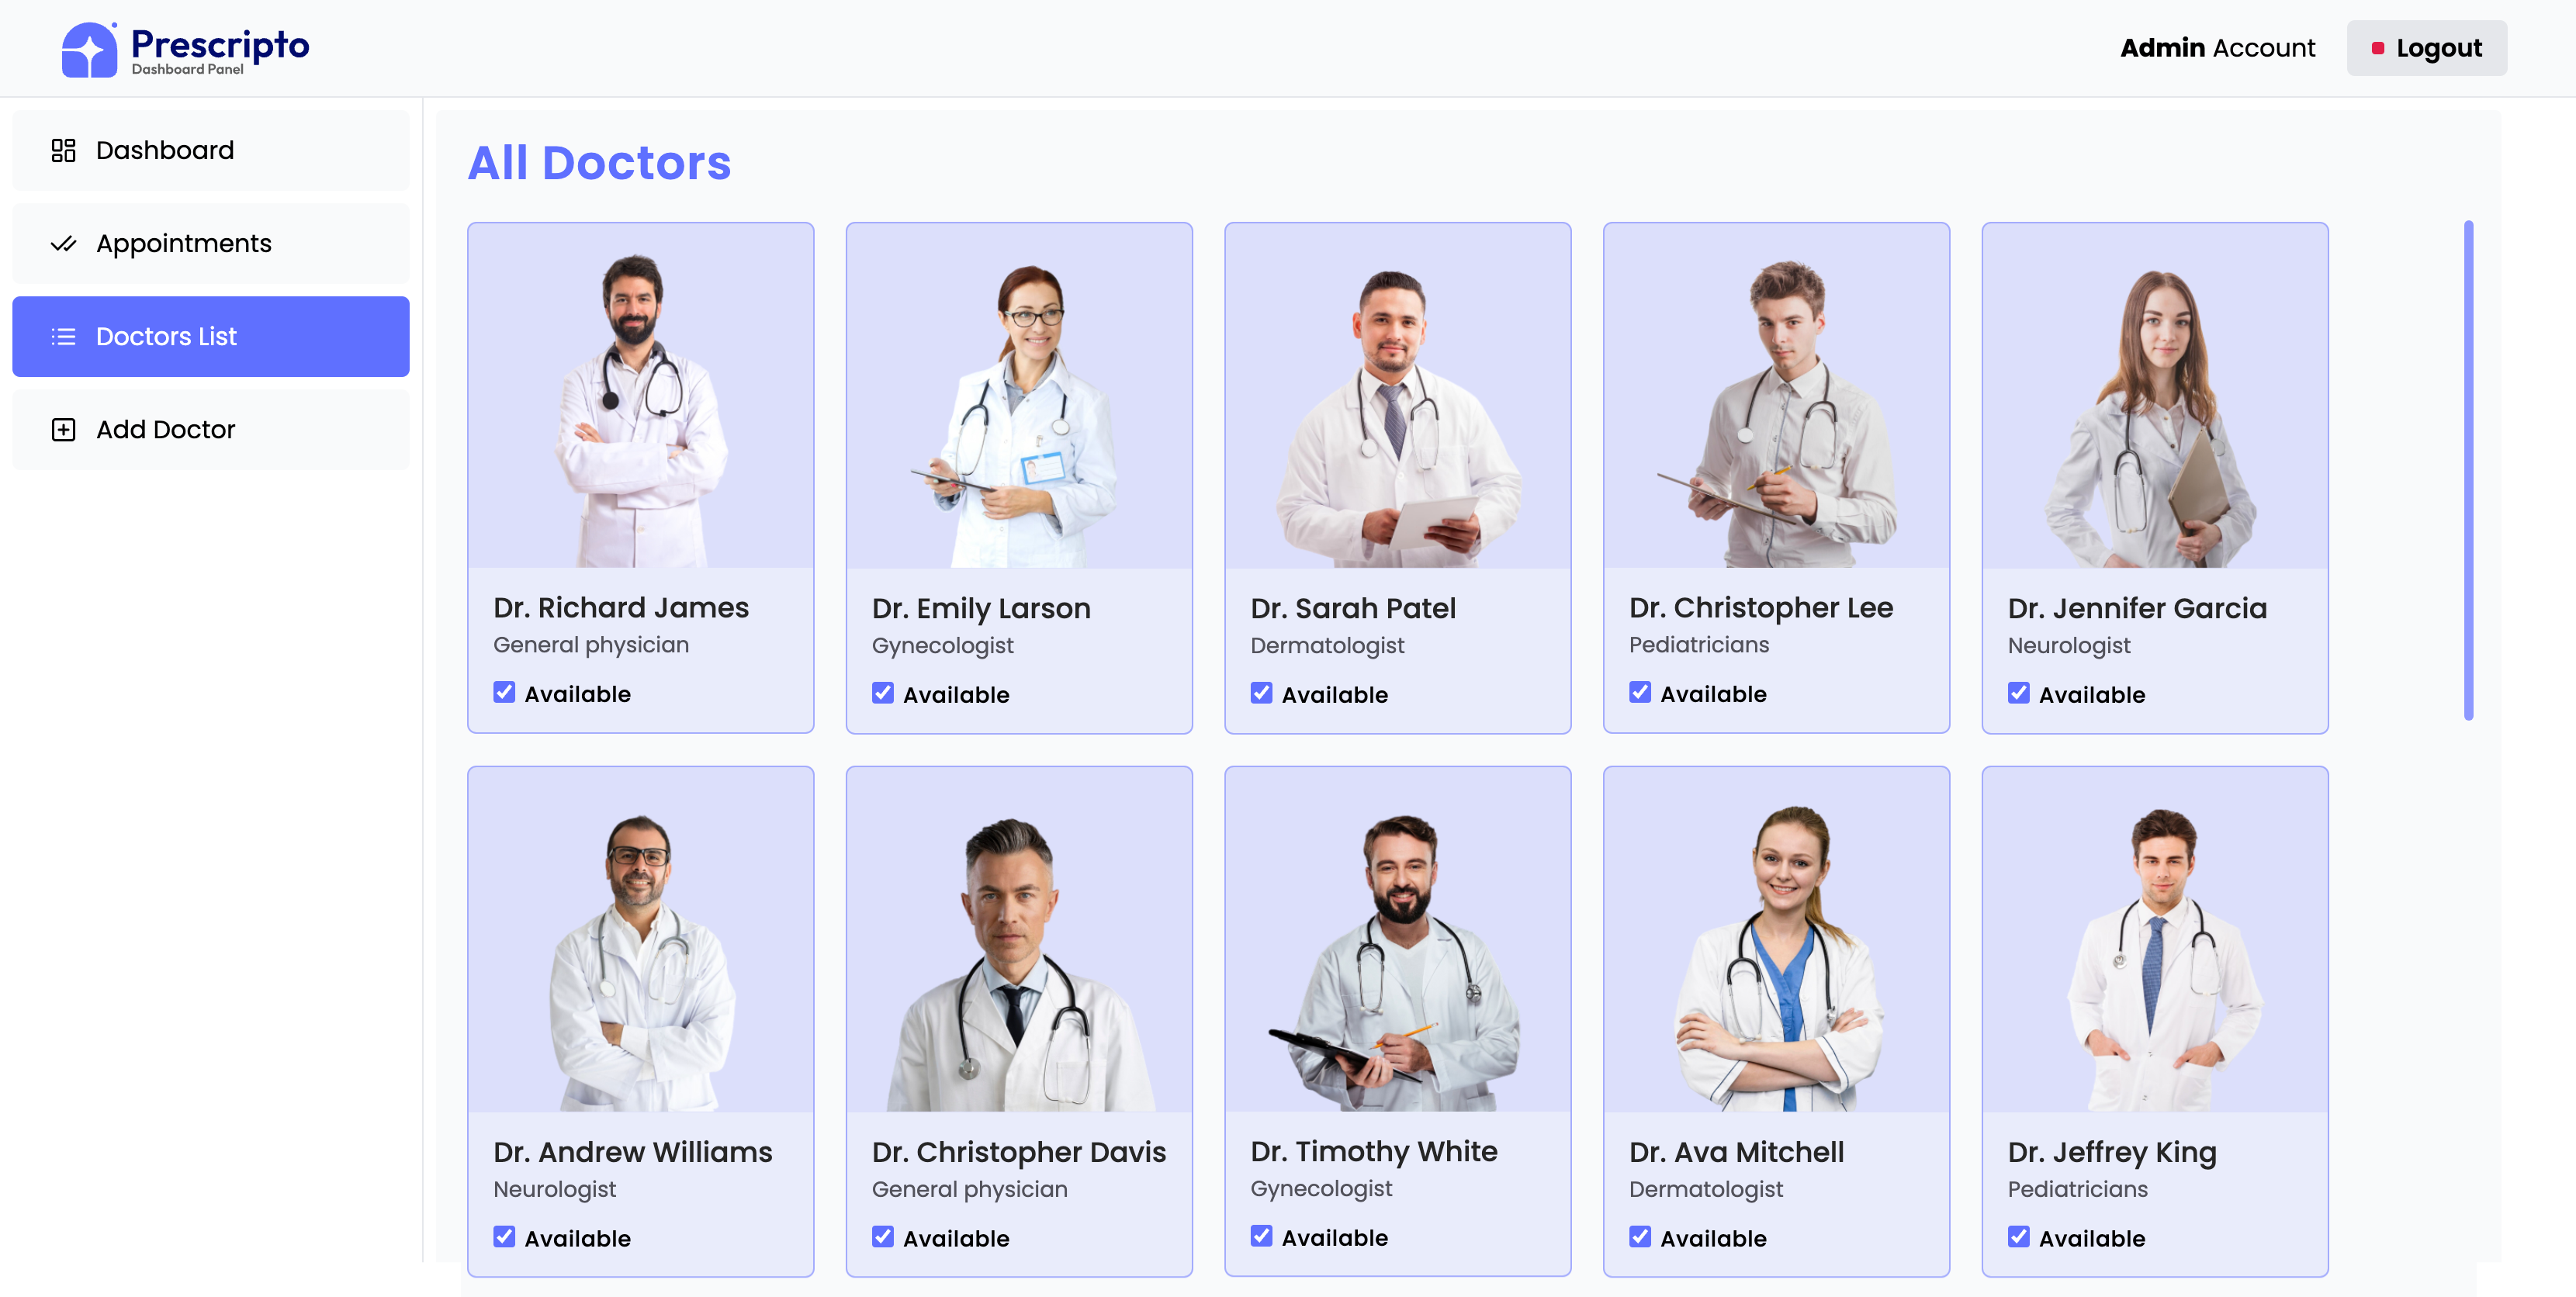 Prescripto
Dashboard Panel
Admin Account
Logout
Dashboard
Appointments
Doctors List
Add Doctor
All Doctors
Dr. Richard James
General physician
Available
Dr. Emily Larson
Gynecologist
Available
Dr. Sarah Patel
Dermatologist
Available
Dr. Christopher Lee
Pediatricians
Available
Dr. Jennifer Garcia
Neurologist
Available
Dr. Andrew Williams
Neurologist
Available
Dr. Christopher Davis
General physician
Available
Dr. Timothy White
Gynecologist
Available
Dr. Ava Mitchell
Dermatologist
Available
Dr. Jeffrey King
Pediatricians
Available